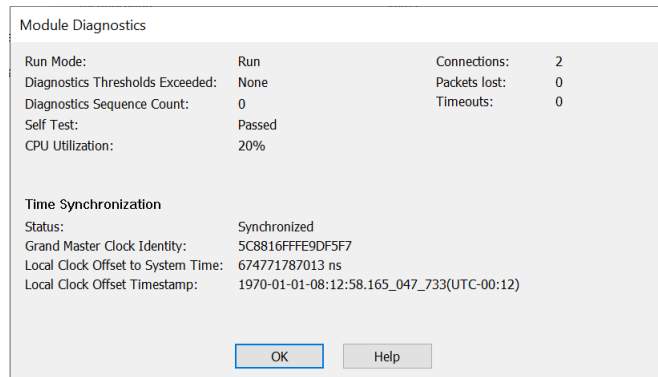 Module Diagnostics
Run Mode: Run Connections: 2
Diagnostics Thresholds Exceeded: None Packets lost: 0
Diagnostics Sequence Count: 0 Timeouts: 0
Self Test: Passed
CPU Utilization: 20%
Time Synchronization
Status: Synchronized
Grand Master Clock Identity: 5C8816FFFE9DF5F7
Local Clock Offset to System Time: 674771787013 ns
Local Clock Offset Timestamp: 1970-01-01-08:12:58.165_047_733(UTC-00:12)
OK Help